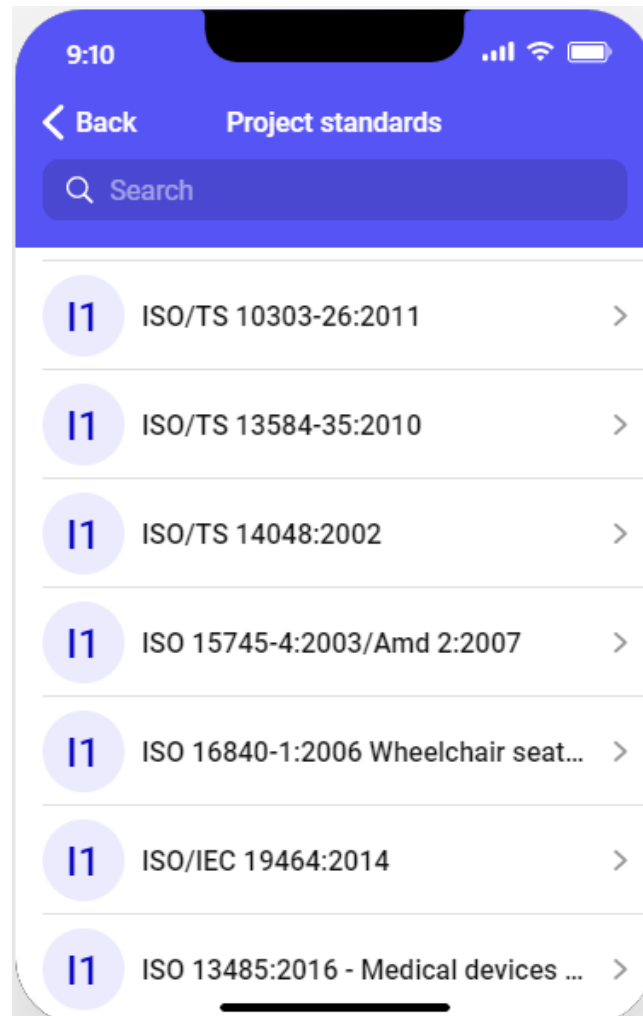 9:10
Back Project standards
Search
I1 ISO/TS 10303-26:2011
I1 ISO/TS 13584-35:2010
I1 ISO/TS 14048:2002
I1 ISO 15745-4:2003/Amd 2:2007
I1 ISO 16840-1:2006 Wheelchair seat...
I1 ISO/IEC 19464:2014
I1 ISO 13485:2016 - Medical devices ...